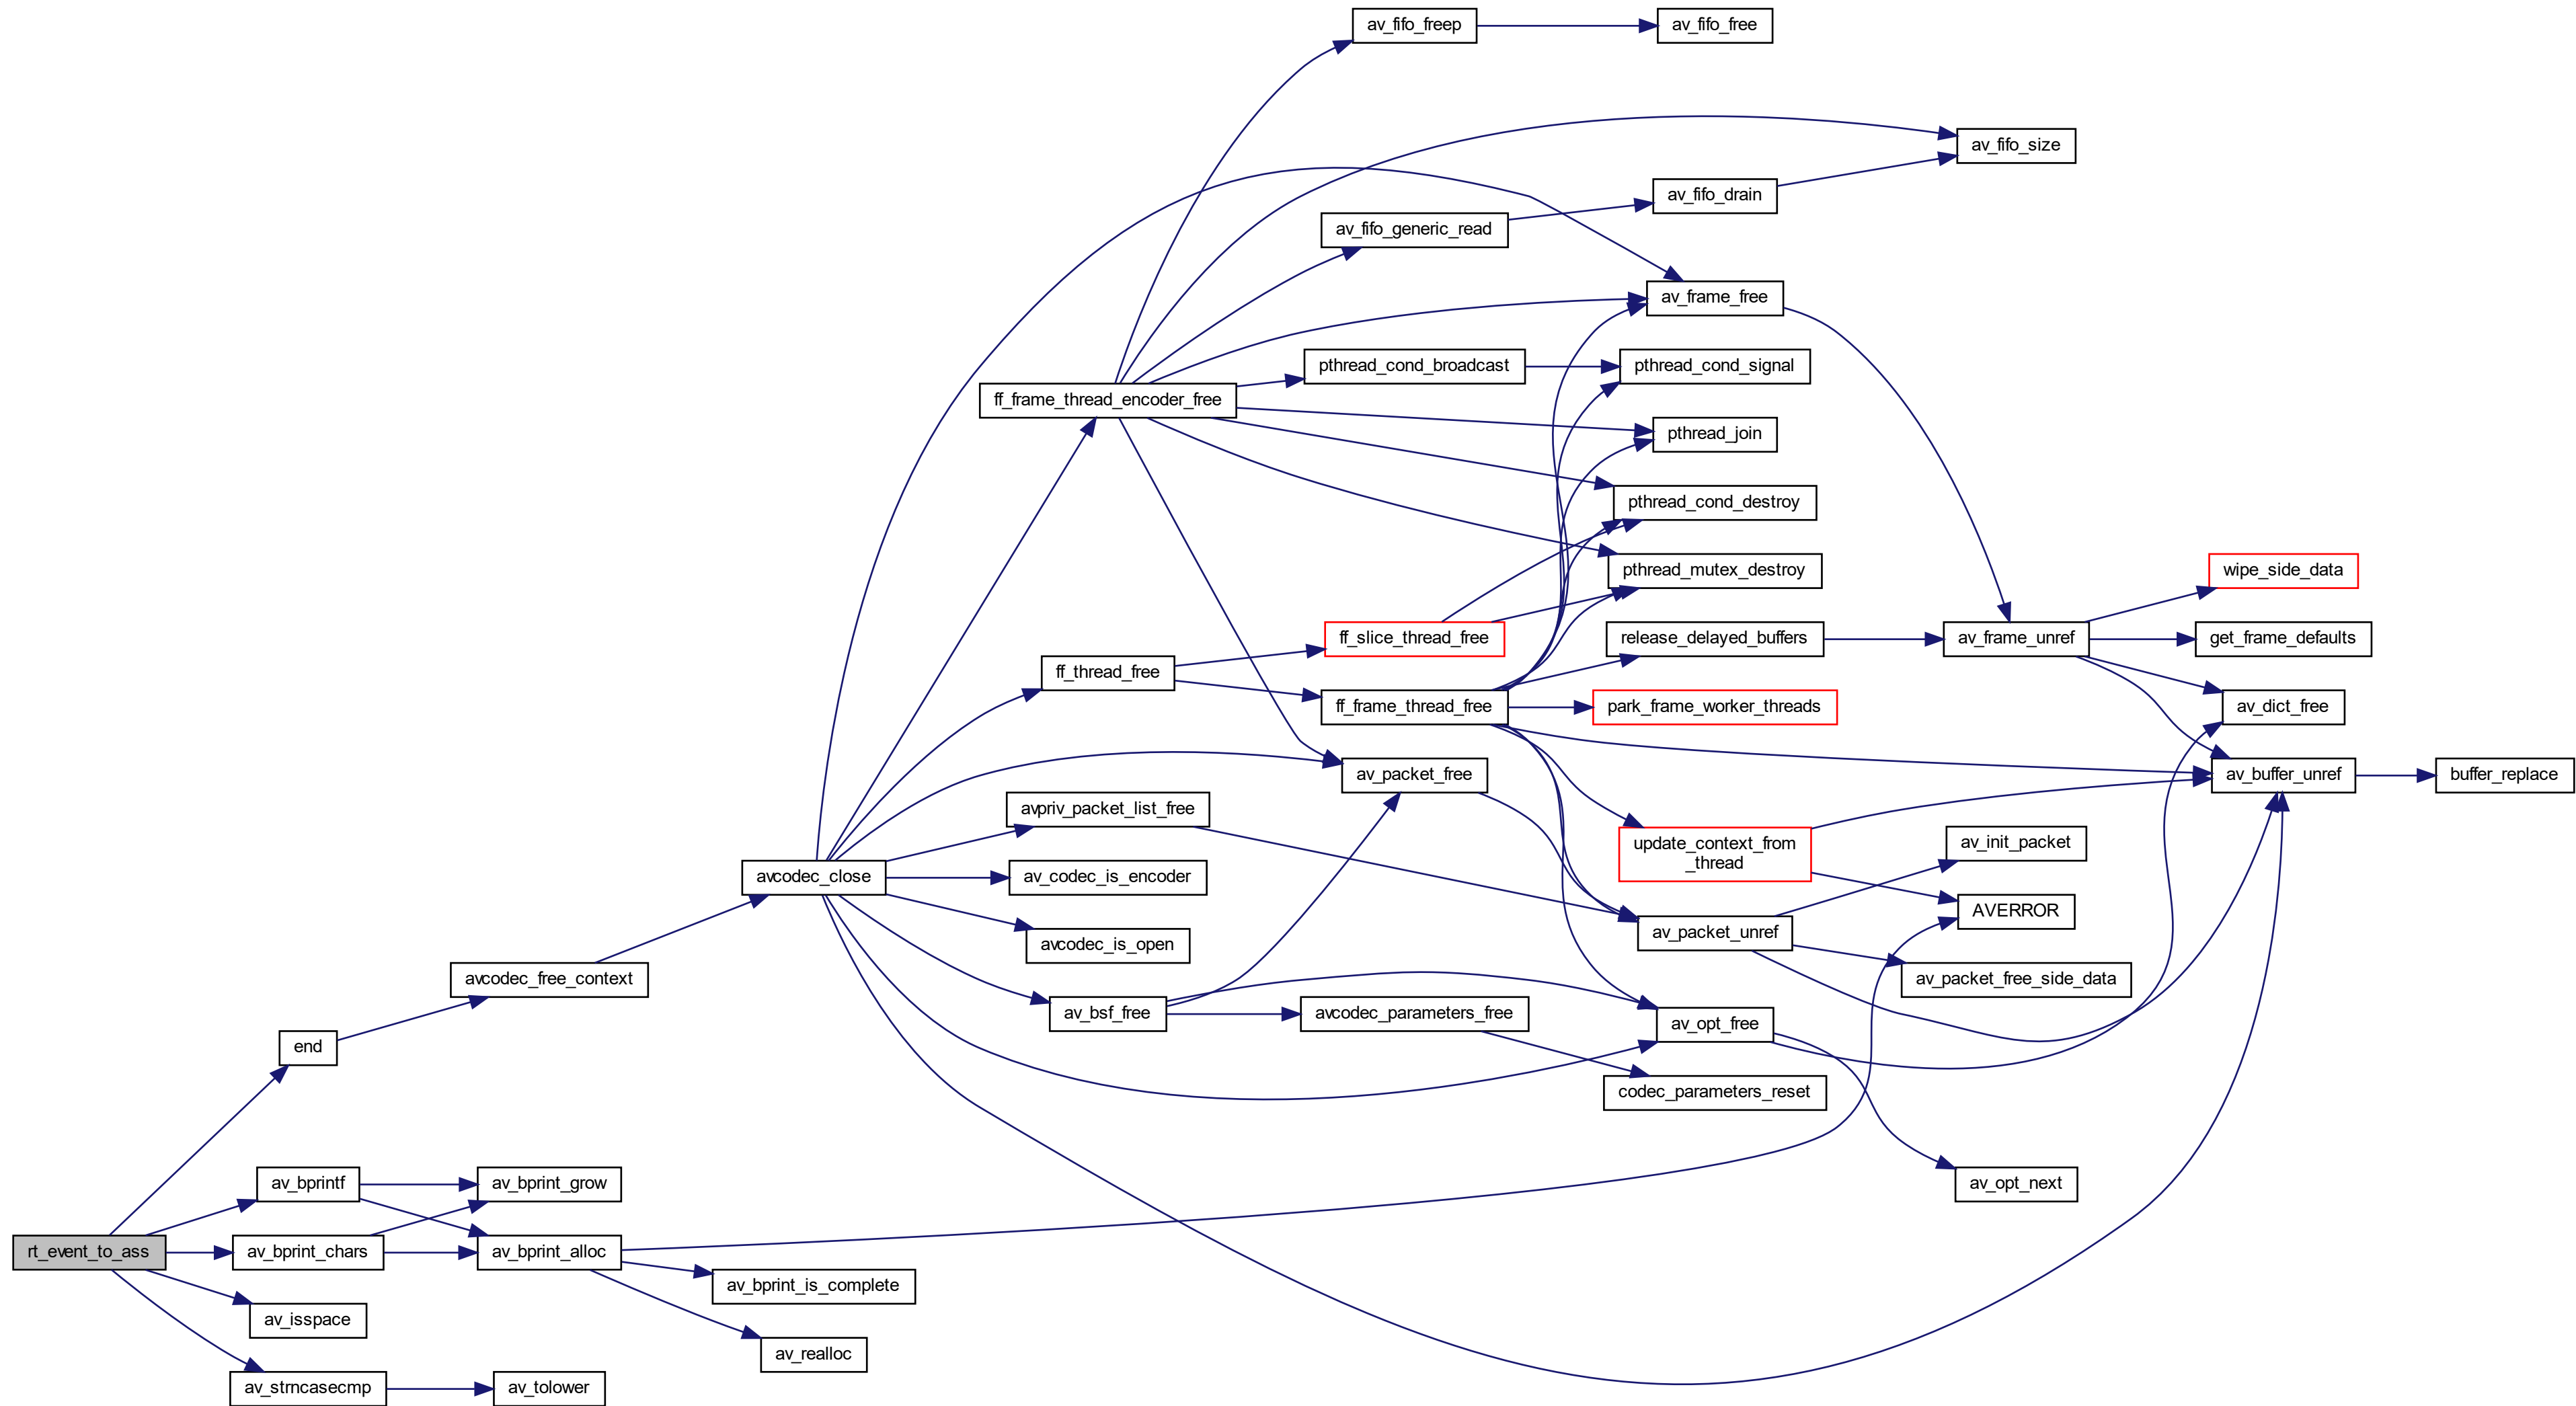 av_fifo_freep
av_fifo_free
av_fifo_size
av_fifo_drain
av_fifo_generic_read
av_frame_free
pthread_cond_broadcast
pthread_cond_signal
ff_frame_thread_encoder_free
pthread_join
pthread_cond_destroy
pthread_mutex_destroy
wipe_side_data
ff_slice_thread_free
release_delayed_buffers
av_frame_unref
get_frame_defaults
ff_thread_free
ff_frame_thread_free
park_frame_worker_threads
av_dict_free
av_packet_free
av_buffer_unref
buffer_replace
avpriv_packet_list_free
update_context_from
_thread
av_init_packet
avcodec_close
av_codec_is_encoder
AVERROR
av_packet_unref
avcodec_is_open
avcodec_free_context
av_packet_free_side_data
av_bsf_free
avcodec_parameters_free
av_opt_free
end
codec_parameters_reset
av_bprintf
av_bprint_grow
av_opt_next
rt_event_to_ass
av_bprint_chars
av_bprint_alloc
av_bprint_is_complete
av_isspace
av_realloc
av_strncasecmp
av_tolower